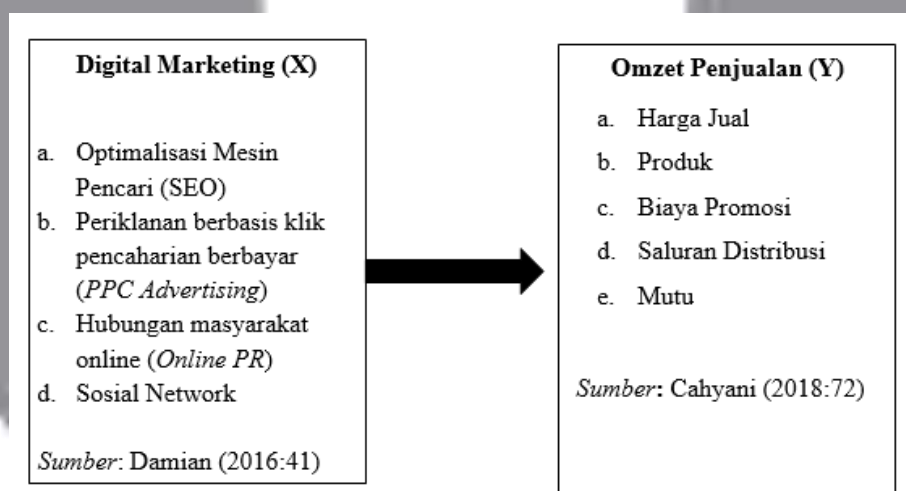 Digital Marketing (X)
a. Optimalisasi Mesin
Pencari (SEO)
b. Periklanan berbasis klik
pencaharian berbayar
(PPC Advertising)
c. Hubungan masyarakat
online (Online PR)
d. Sosial Network
Sumber: Damian (2016:41)
Omzet Penjualan (Y)
a. Harga Jual
b. Produk
c. Biaya Promosi
d. Saluran Distribusi
e. Mutu
Sumber: Cahyani (2018:72)